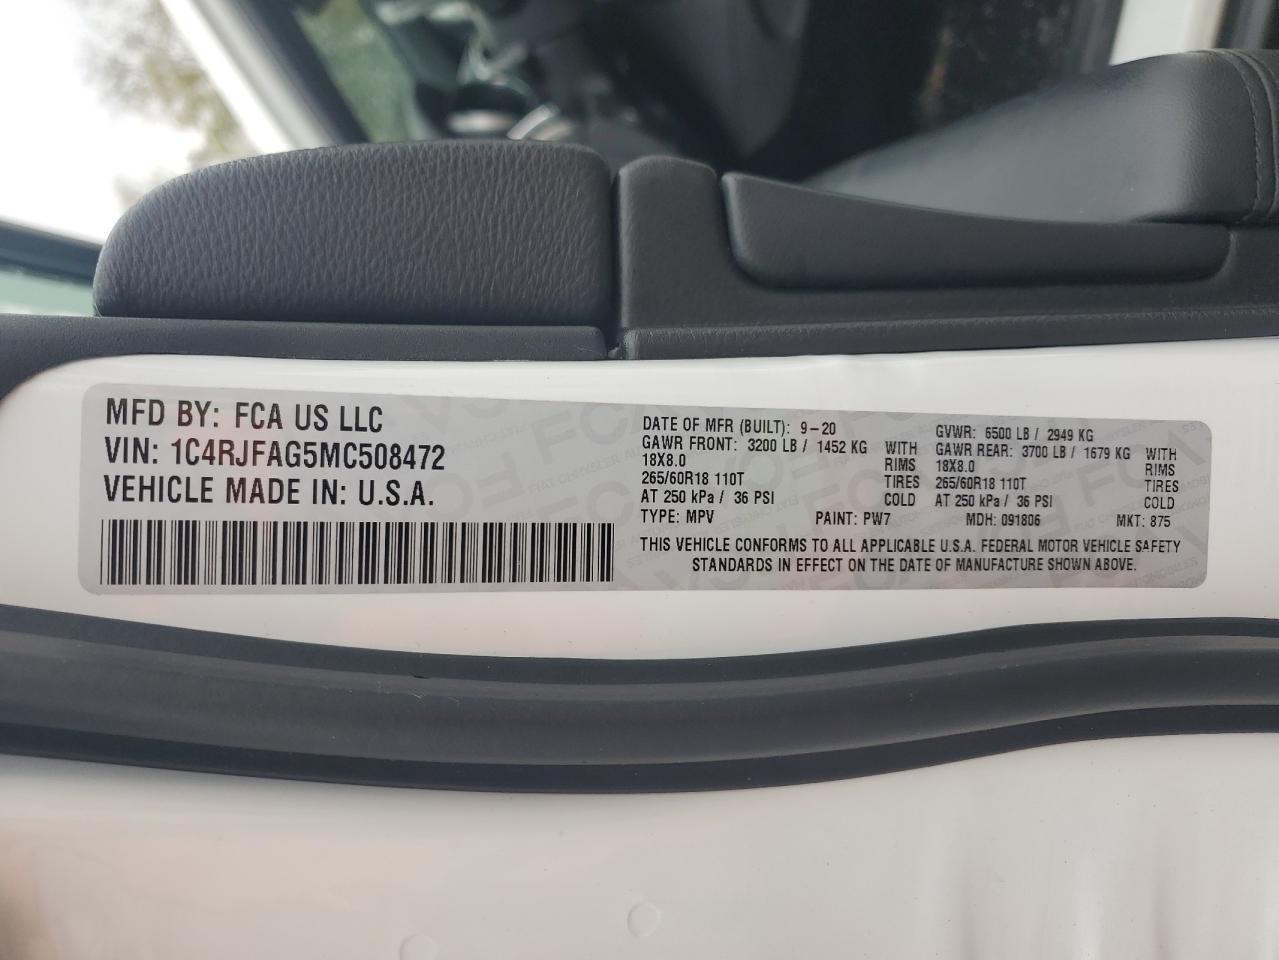 MFD BY: FCA US LLC
VIN: 1C4RJFAG5MC508472
VEHICLE MADE IN: U.S.A.
DATE OF MFR (BUILT): 9-20
GAWR FRONT: 3200 LB / 1452 KG WITH
18X8.0 RIMS
265/60R18 110T TIRES
AT 250 kPa / 36 PSI COLD
GVWR: 6500 LB / 2949 KG
GAWR REAR: 3700 LB / 1679 KG WITH
18X8.0 RIMS
265/60R18 110T TIRES
AT 250 kPa / 36 PSI COLD
TYPE: MPV PAINT: PW7 MDH: 091806 MKT: 875
THIS VEHICLE CONFORMS TO ALL APPLICABLE U.S.A. FEDERAL MOTOR VEHICLE SAFETY
STANDARDS IN EFFECT ON THE DATE OF MANUFACTURE SHOWN ABOVE.